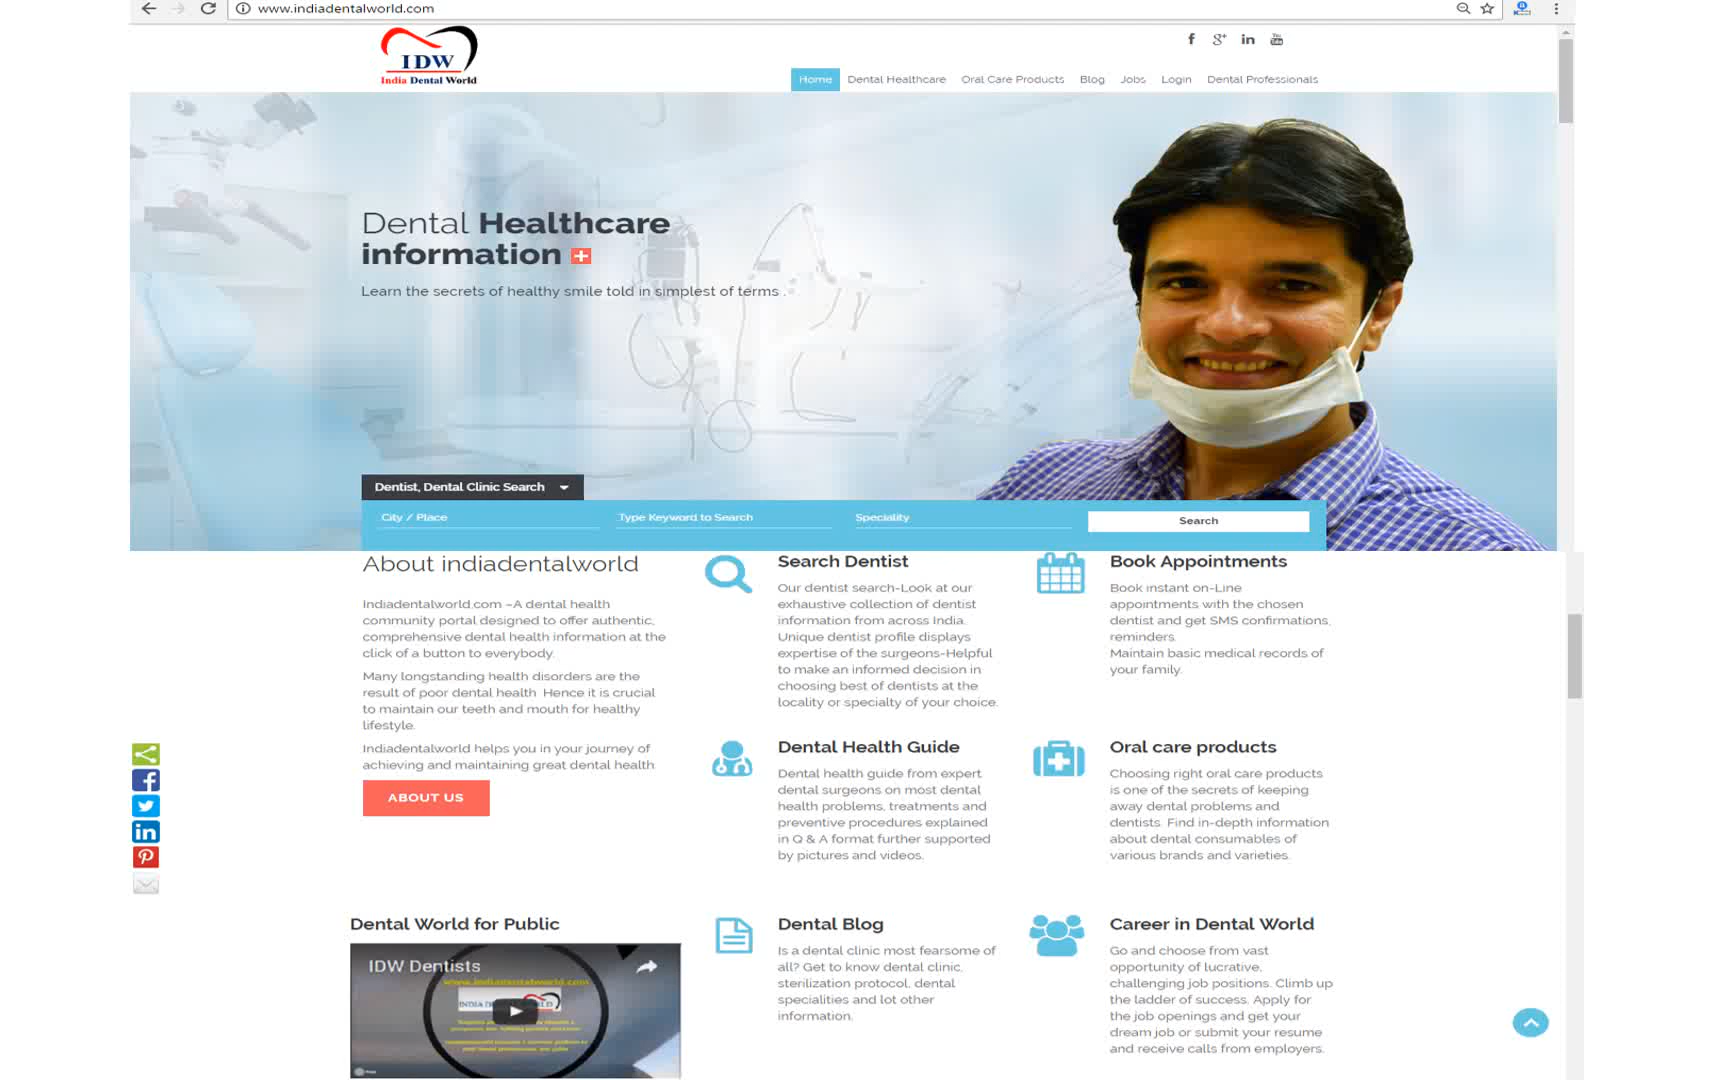 www.indiadentalworld.com
IDW
India Dental World
Home Dental Healthcare Oral Care Products Blog Jobs Login Dental Professionals
Dental Healthcare
information
Learn the secrets of healthy smile told in simplest of terms .
Dentist, Dental Clinic Search
City / Place Type Keyword to Search Speciality Search
About indiadentalworld
Indiadentalworld.com –A dental health
community portal designed to offer authentic,
comprehensive dental health information at the
click of a button to everybody.
Many longstanding health disorders are the
result of poor dental health Hence it is crucial
to maintain our teeth and mouth for healthy
lifestyle.
Indiadentalworld helps you in your journey of
achieving and maintaining great dental health
ABOUT US
Search Dentist
Our dentist search-Look at our
exhaustive collection of dentist
information from across India.
Unique dentist profile displays
expertise of the surgeons-Helpful
to make an informed decision in
choosing best of dentists at the
locality or specialty of your choice.
Book Appointments
Book instant on-Line
appointments with the chosen
dentist and get SMS confirmations,
reminders.
Maintain basic medical records of
your family.
Dental Health Guide
Dental health guide from expert
dental surgeons on most dental
health problems, treatments and
preventive procedures explained
in Q & A format further supported
by pictures and videos.
Oral care products
Choosing right oral care products
is one of the secrets of keeping
away dental problems and
dentists. Find in-depth information
about dental consumables of
various brands and varieties.
Dental World for Public
IDW Dentists
www.indiadentalworld.com
Dental Blog
Is a dental clinic most fearsome of
all? Get to know dental clinic,
sterilization protocol, dental
specialities and lot other
information.
Career in Dental World
Go and choose from vast
opportunity of lucrative,
challenging job positions. Climb up
the ladder of success. Apply for
the job openings and get your
dream job or submit your resume
and receive calls from employers.